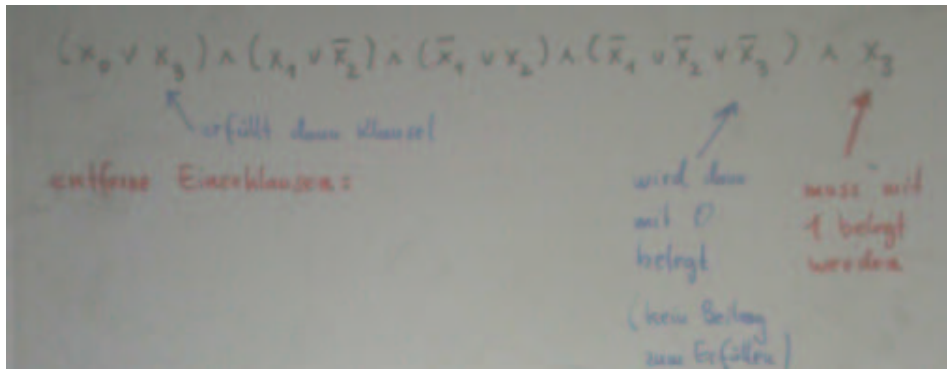 (x₀ ∨ x₃) ∧ (x₁ ∨ x̄₂) ∧ (x̄₁ ∨ x₂) ∧ (x̄₁ ∨ x̄₂ ∨ x̄₃) ∧ x₃
erfüllt dann Klausel
entferne Einerklauseln:
wird dann
mit 0
belegt
(kein Beitrag
zum Erfüllen)
muss mit
1 belegt
werden